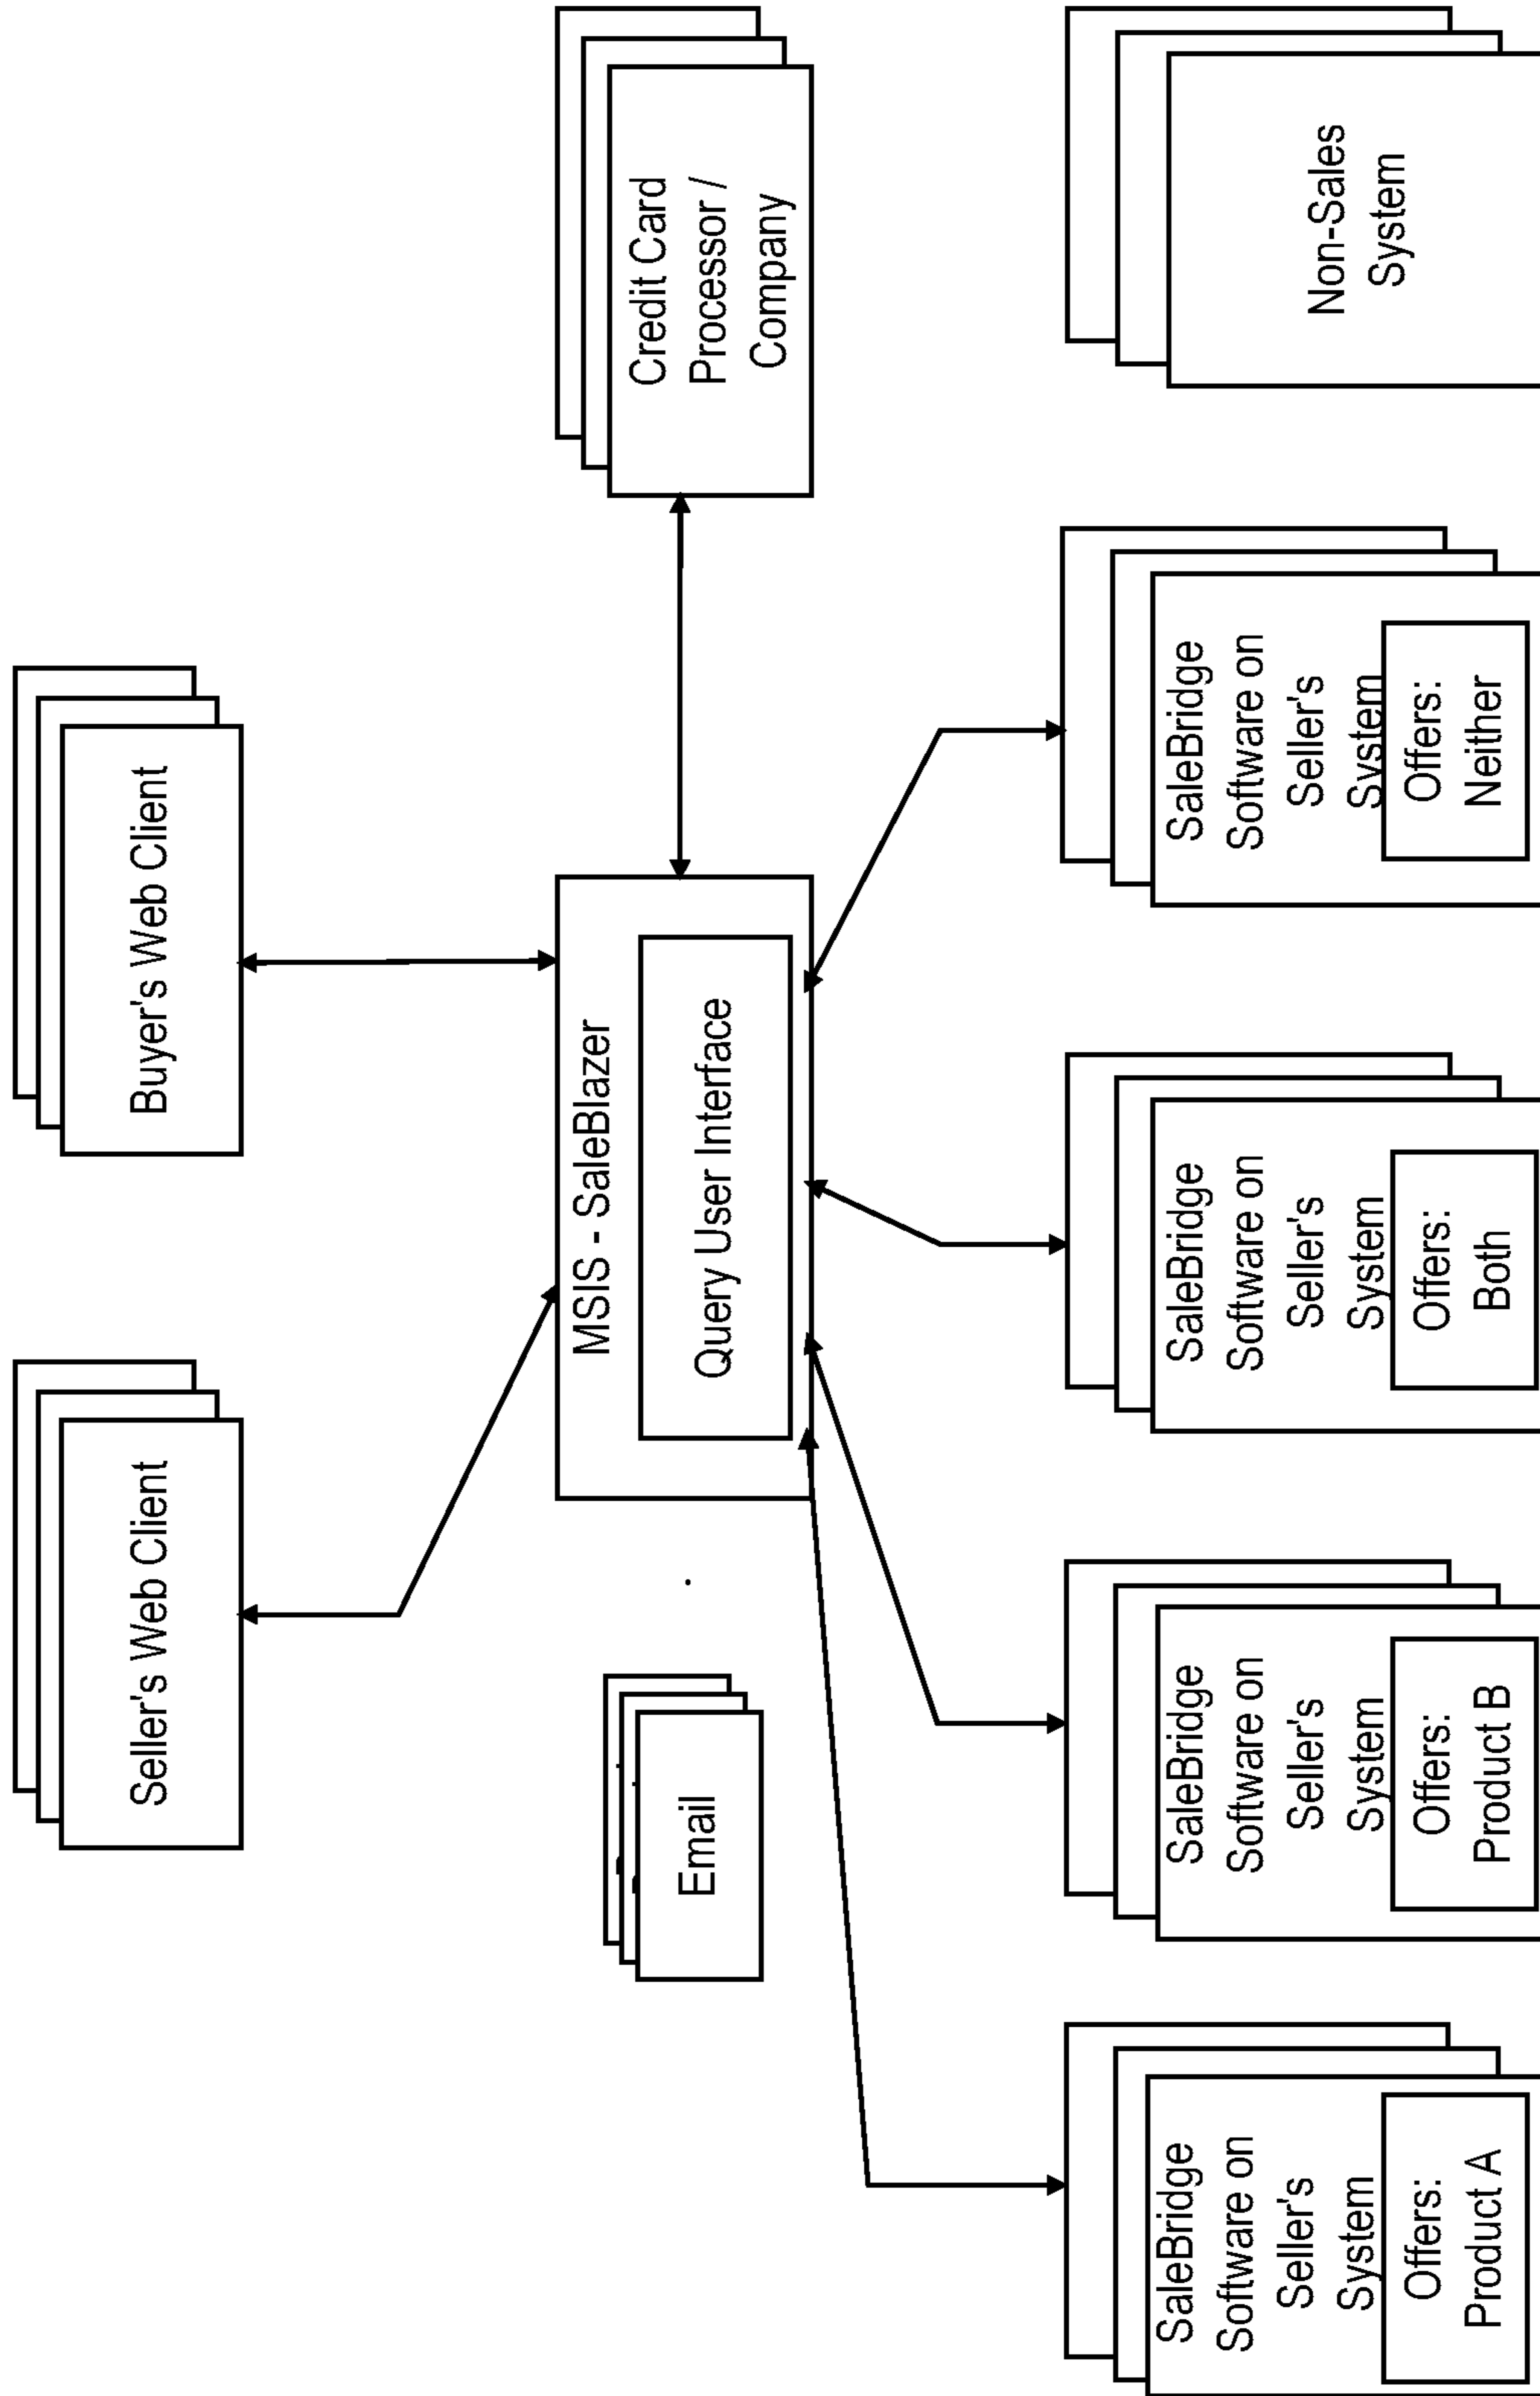 Seller's Web Client
Buyer's Web Client
Email
MSIS - SaleBlazer
Query User Interface
Credit Card
Processor /
Company
SaleBridge
Software on
Seller's
System
Offers:
Product A
SaleBridge
Software on
Seller's
System
Offers:
Product B
SaleBridge
Software on
Seller's
System
Offers:
Both
SaleBridge
Software on
Seller's
System
Offers:
Neither
Non-Sales
System